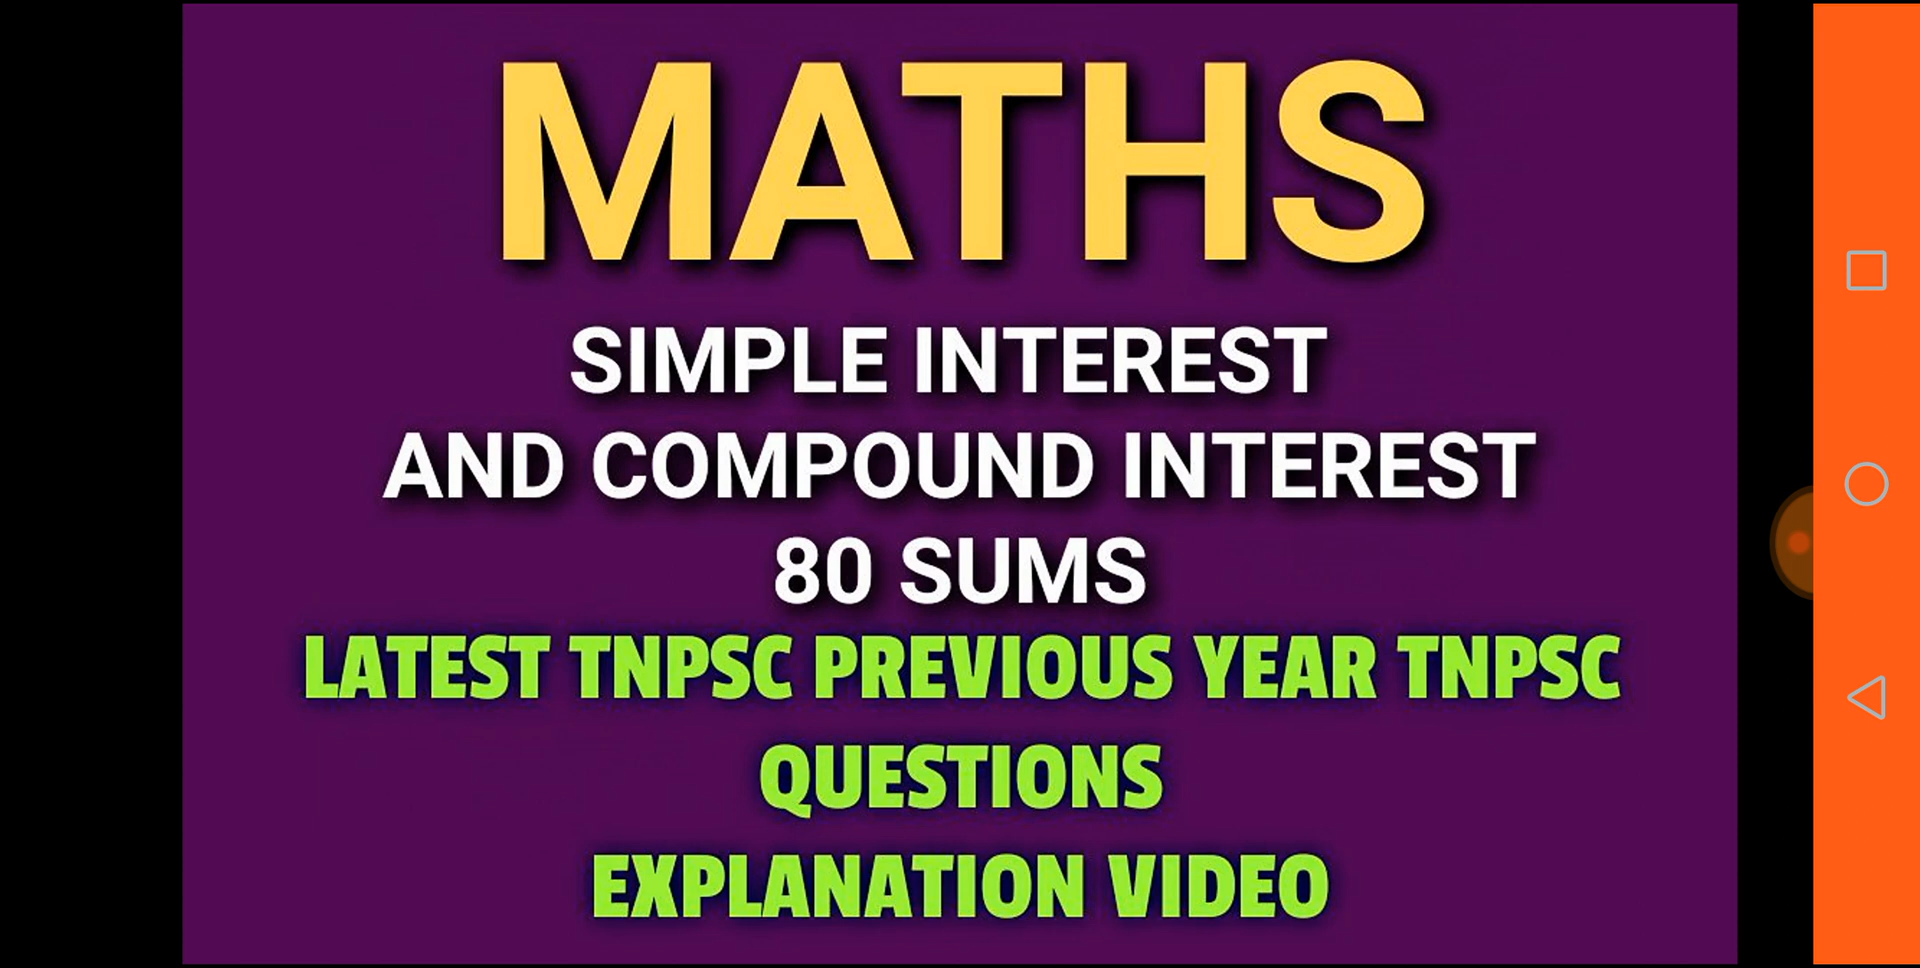 MATHS
SIMPLE INTEREST
AND COMPOUND INTEREST
80 SUMS
LATEST TNPSC PREVIOUS YEAR TNPSC
QUESTIONS
EXPLANATION VIDEO